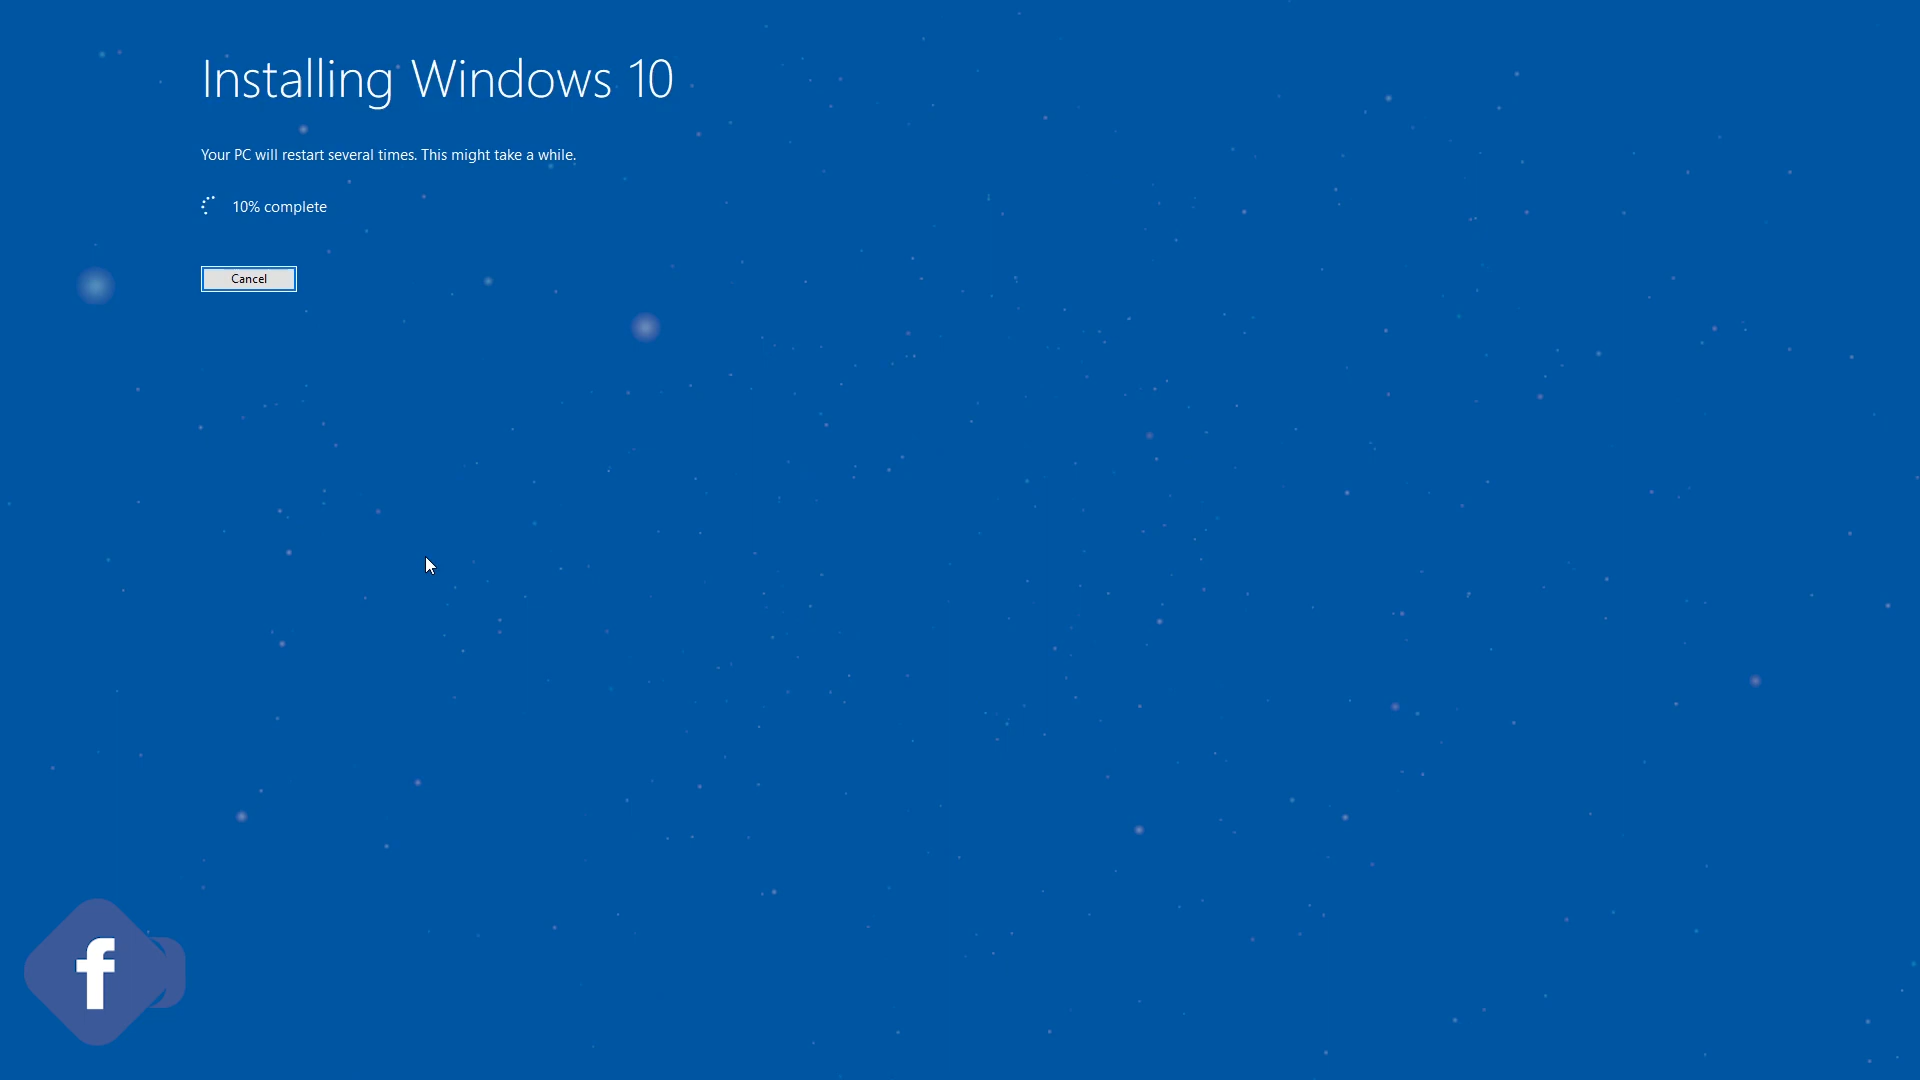 Installing Windows 10
Your PC will restart several times. This might take a while.
10% complete
Cancel
f